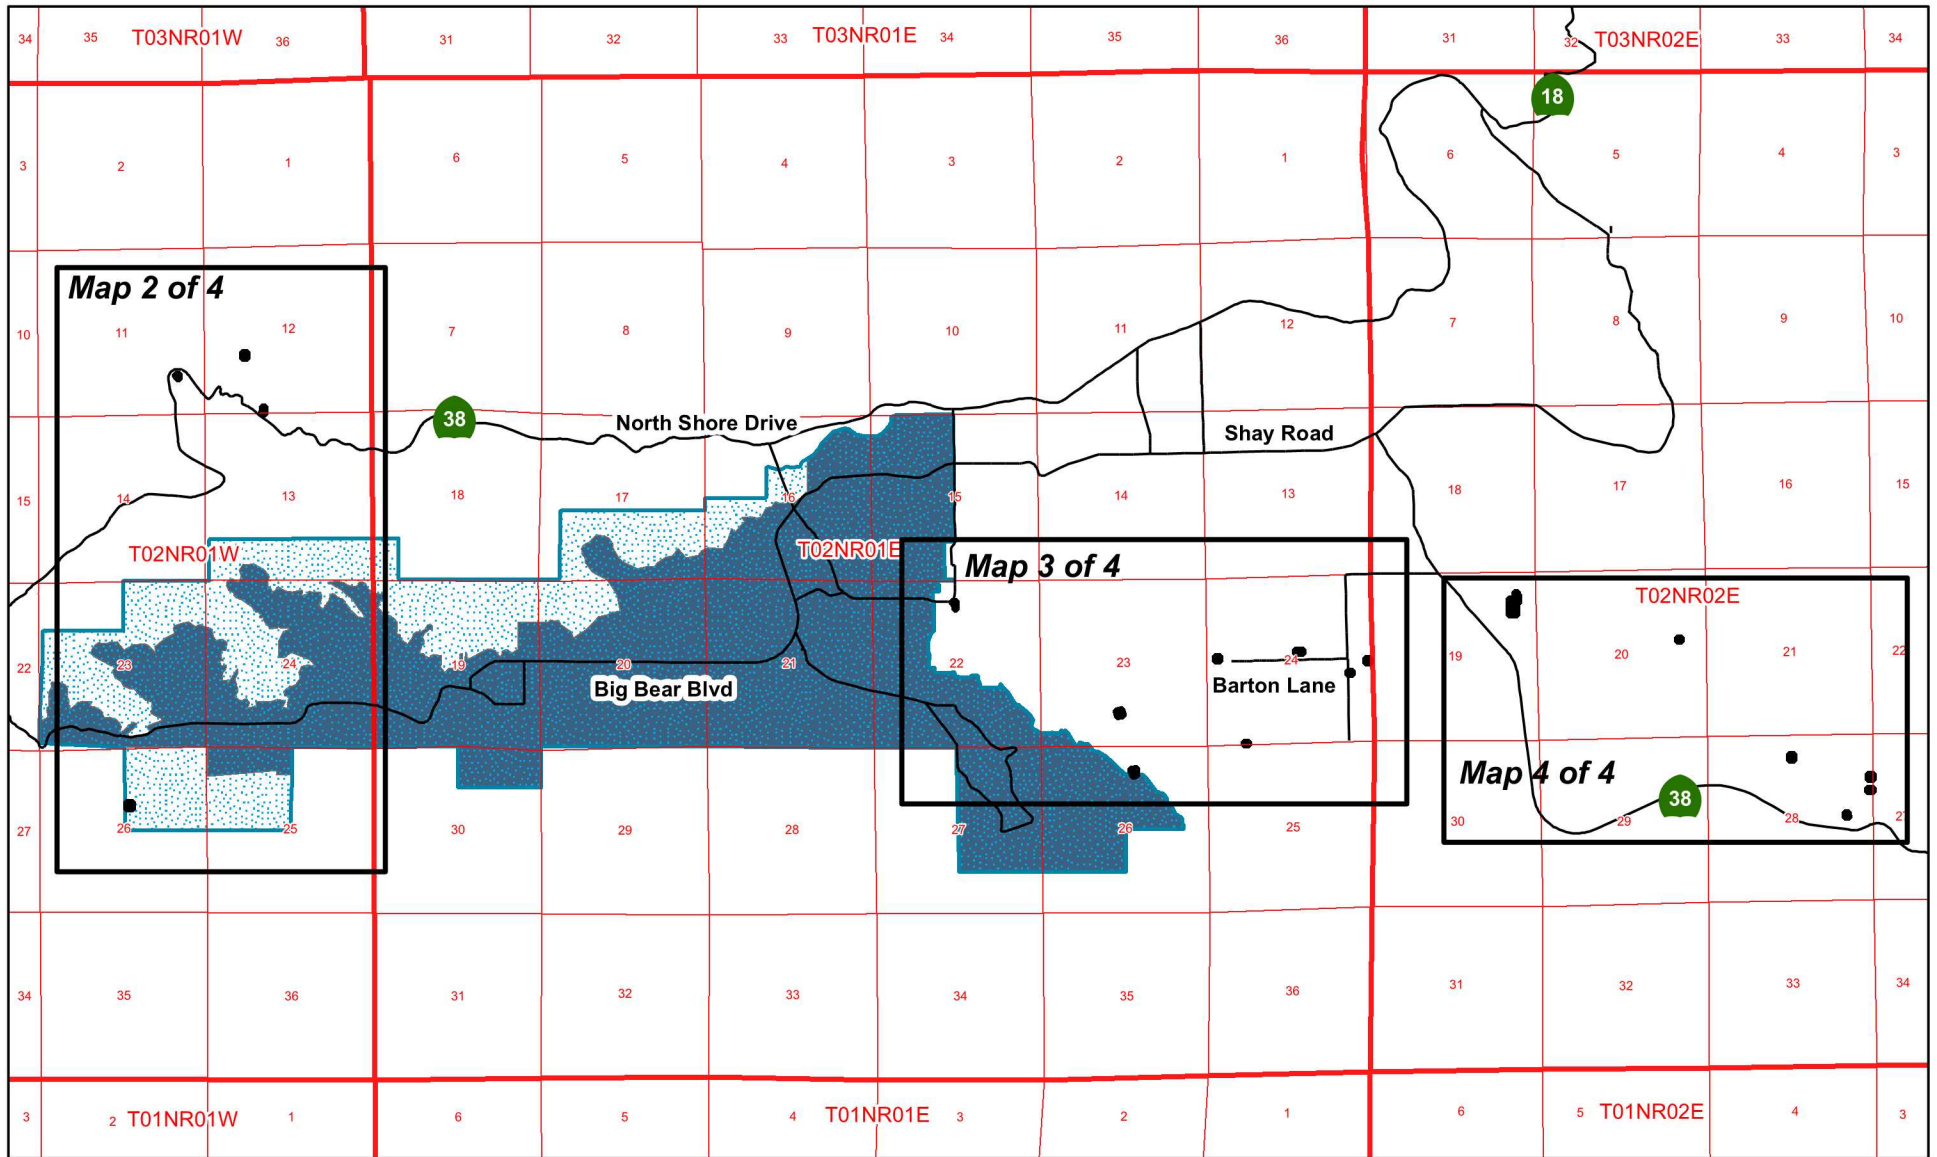 34 35 T03NR01W 36 31 32 33 T03NR01E 34 35 36 31 32 T03NR02E 33 34
18
3 2 1 6 5 4 3 2 1 6 5 4 3
Map 2 of 4
10 11 12 7 8 9 10 11 12 7 8 9 10
38 North Shore Drive Shay Road
15 14 13 18 17 16 15 14 13 18 17 16 15
T02NR01W T02NR01E
Map 3 of 4
T02NR02E
22 23 24 19 20 21 22 23 24 19 20 21 22
Big Bear Blvd Barton Lane
Map 4 of 4
38
27 26 25 30 29 28 27 26 25 30 29 28 27
34 35 36 31 32 33 34 35 36 31 32 33 34
3 2 T01NR01W 1 6 5 4 T01NR01E 3 2 1 6 5 T01NR02E 4 3